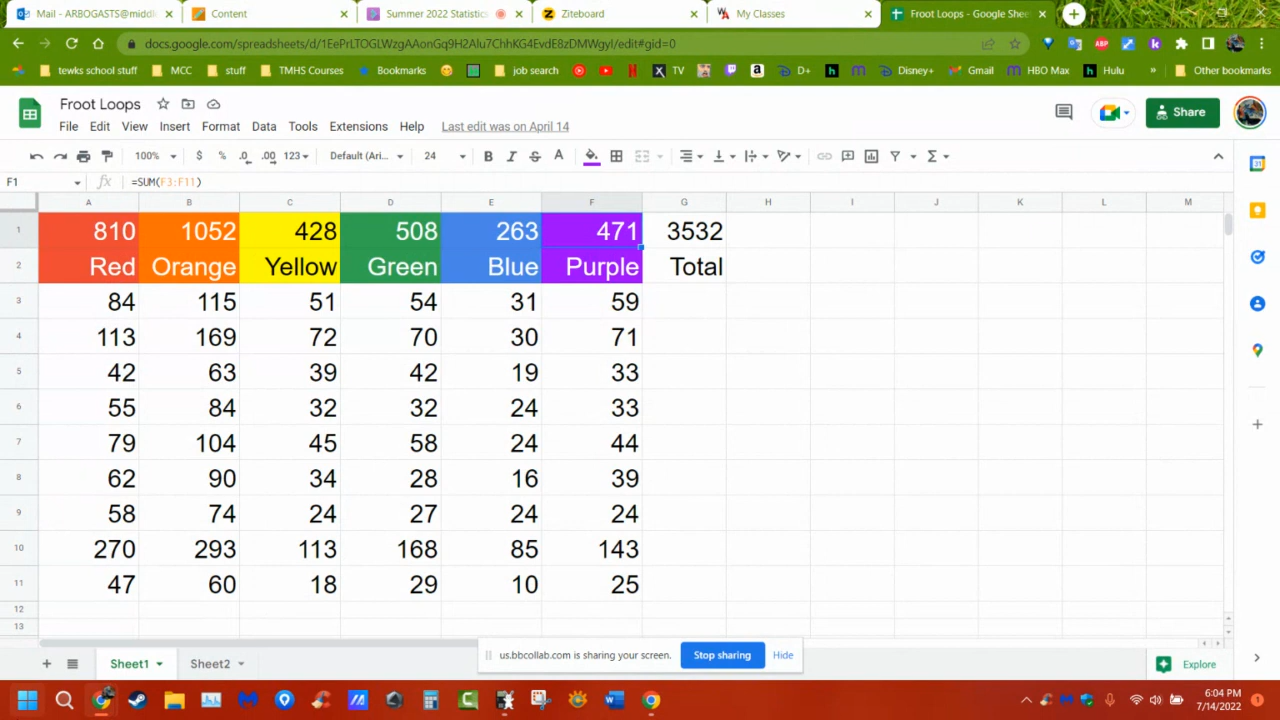 Mail - ARBOGASTS@middle Content Summer 2022 Statistics Ziteboard My Classes Froot Loops - Google Shee
docs.google.com/spreadsheets/d/1EePrLTOGLWzgAAonGq9H2Alu7ChhKG4EvdE8zDMWgyI/edit#gid=0
tewks school stuff MCC stuff TMHS Courses Bookmarks job search TV D+ Disney+ Gmail HBO Max Hulu » Other bookmarks
Froot Loops
File Edit View Insert Format Data Tools Extensions Help Last edit was on April 14
Share
100% $ % .0 .00 123 Default (Ari... 24 B I S A
F1 fx =SUM(F3:F11)
A B C D E F G H I J K L M
1 810 1052 428 508 263 471 3532
2 Red Orange Yellow Green Blue Purple Total
3 84 115 51 54 31 59
4 113 169 72 70 30 71
5 42 63 39 42 19 33
6 55 84 32 32 24 33
7 79 104 45 58 24 44
8 62 90 34 28 16 39
9 58 74 24 27 24 24
10 270 293 113 168 85 143
11 47 60 18 29 10 25
12
13
us.bbcollab.com is sharing your screen. Stop sharing Hide
Sheet1 Sheet2 Explore
6:04 PM
7/14/2022